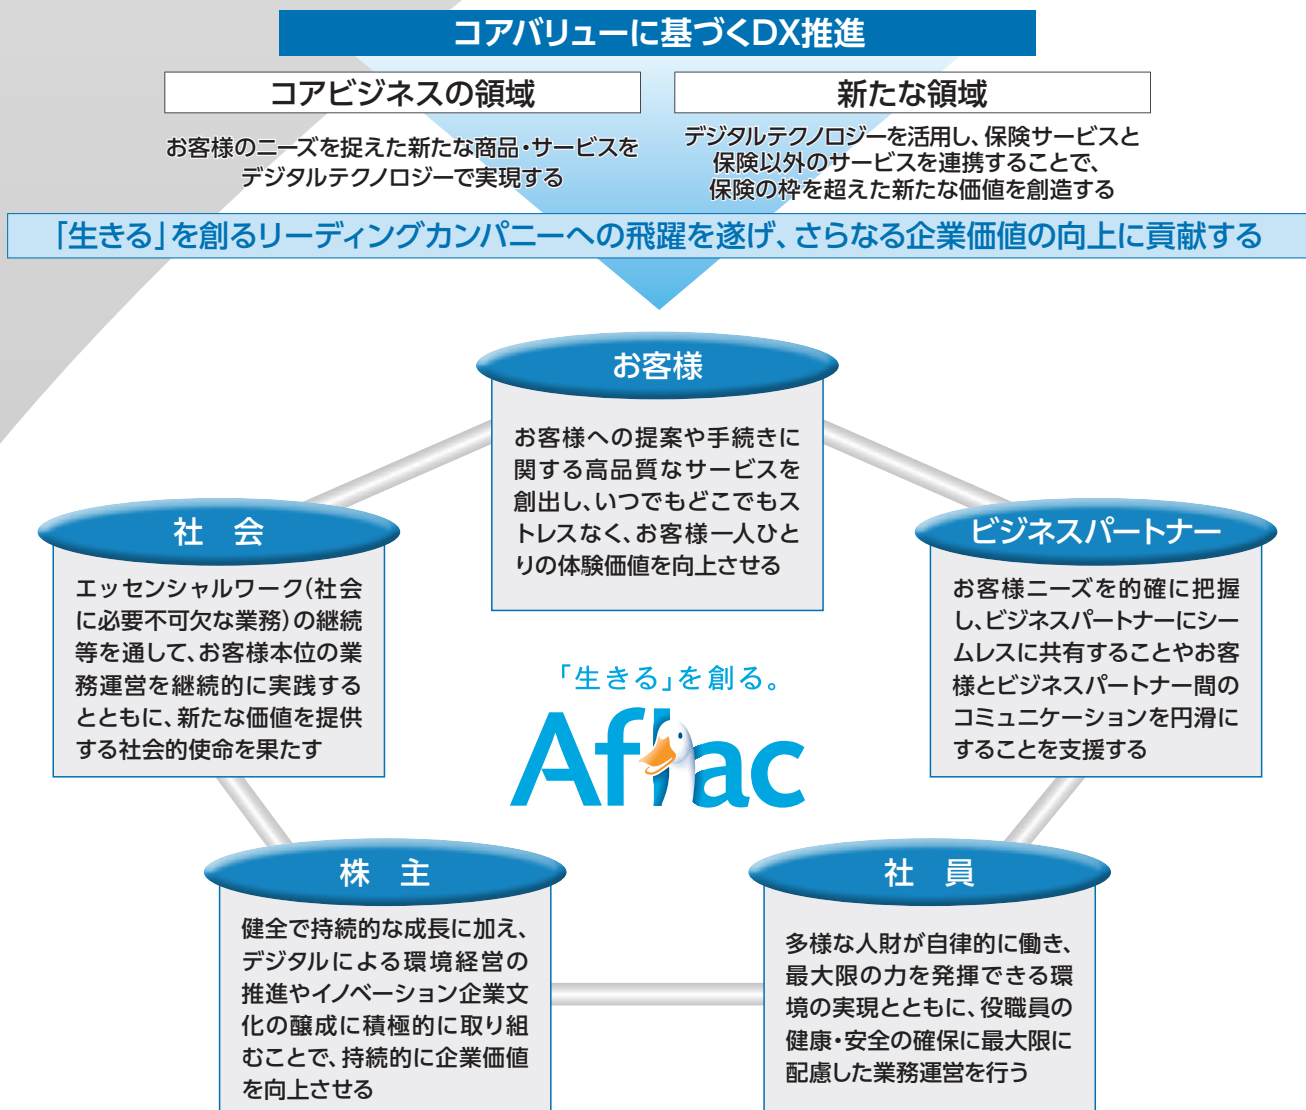 コアバリューに基づくDX推進
コアビジネスの領域
お客様のニーズを捉えた新たな商品・サービスを
デジタルテクノロジーで実現する
新たな領域
デジタルテクノロジーを活用し、保険サービスと
保険以外のサービスを連携することで、
保険の枠を超えた新たな価値を創造する
「生きる」を創るリーディングカンパニーへの飛躍を遂げ、さらなる企業価値の向上に貢献する
お客様
お客様への提案や手続きに
関する高品質なサービスを
創出し、いつでもどこでもス
トレスなく、お客様一人ひと
りの体験価値を向上させる
社　会
エッセンシャルワーク(社会
に必要不可欠な業務)の継続
等を通して、お客様本位の業
務運営を継続的に実践する
とともに、新たな価値を提供
する社会的使命を果たす
ビジネスパートナー
お客様ニーズを的確に把握
し、ビジネスパートナーにシー
ムレスに共有することやお客
様とビジネスパートナー間の
コミュニケーションを円滑に
することを支援する
「生きる」を創る。
Aflac
株　主
健全で持続的な成長に加え、
デジタルによる環境経営の
推進やイノベーション企業文
化の醸成に積極的に取り組
むことで、持続的に企業価値
を向上させる
社　員
多様な人財が自律的に働き、
最大限の力を発揮できる環
境の実現とともに、役職員の
健康・安全の確保に最大限に
配慮した業務運営を行う